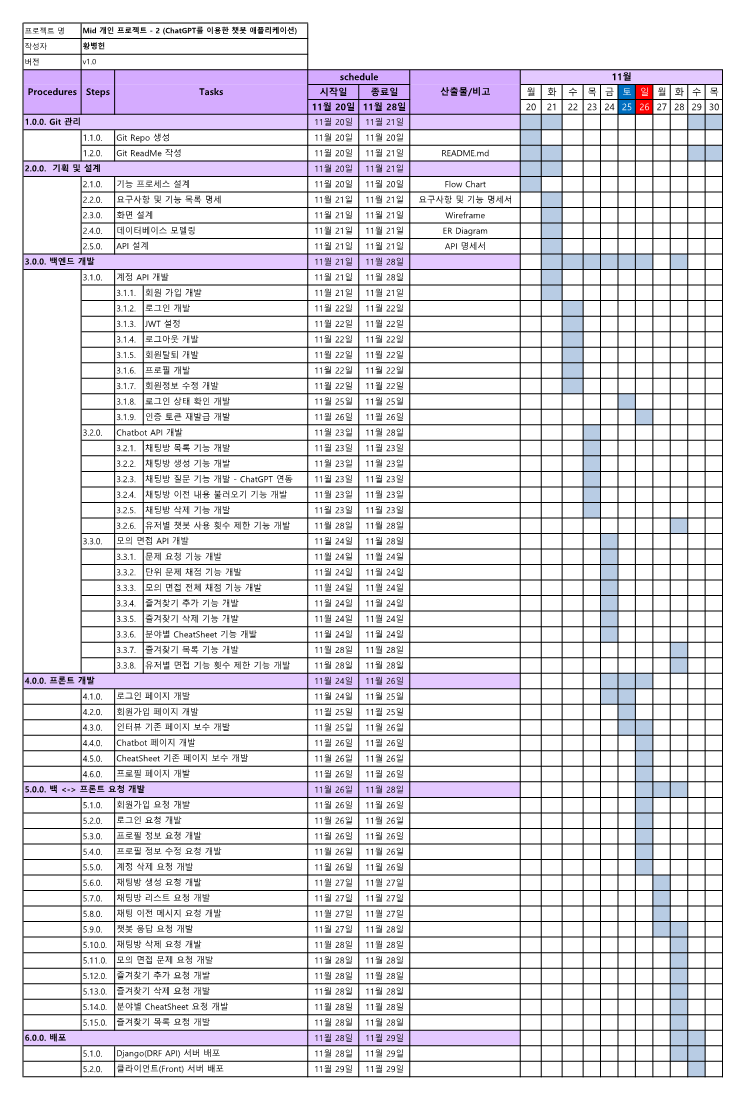 프로젝트 명 Mid 개인 프로젝트 - 2 (ChatGPT를 이용한 챗봇 애플리케이션)
작성자 황병헌
버전 v1.0
Procedures Steps Tasks schedule 산출물/비고 11월
시작일 종료일 월 화 수 목 금 토 일 월 화 수 목
11월 20일 11월 28일 20 21 22 23 24 25 26 27 28 29 30
1.0.0. Git 관리 11월 20일 11월 21일
1.1.0. Git Repo 생성 11월 20일 11월 20일
1.2.0. Git ReadMe 작성 11월 20일 11월 21일 README.md
2.0.0. 기획 및 설계 11월 20일 11월 21일
2.1.0. 기능 프로세스 설계 11월 20일 11월 20일 Flow Chart
2.2.0. 요구사항 및 기능 목록 명세 11월 21일 11월 21일 요구사항 및 기능 명세서
2.3.0. 화면 설계 11월 21일 11월 21일 Wireframe
2.4.0. 데이터베이스 모델링 11월 21일 11월 21일 ER Diagram
2.5.0. API 설계 11월 21일 11월 21일 API 명세서
3.0.0. 백엔드 개발 11월 21일 11월 28일
3.1.0. 계정 API 개발 11월 21일 11월 28일
3.1.1. 회원 가입 개발 11월 21일 11월 21일
3.1.2. 로그인 개발 11월 22일 11월 22일
3.1.3. JWT 설정 11월 22일 11월 22일
3.1.4. 로그아웃 개발 11월 22일 11월 22일
3.1.5. 회원탈퇴 개발 11월 22일 11월 22일
3.1.6. 프로필 개발 11월 22일 11월 22일
3.1.7. 회원정보 수정 개발 11월 22일 11월 22일
3.1.8. 로그인 상태 확인 개발 11월 25일 11월 25일
3.1.9. 인증 토큰 재발급 개발 11월 26일 11월 26일
3.2.0. Chatbot API 개발 11월 23일 11월 28일
3.2.1. 채팅방 목록 기능 개발 11월 23일 11월 23일
3.2.2. 채팅방 생성 기능 개발 11월 23일 11월 23일
3.2.3. 채팅방 질문 기능 개발 - ChatGPT 연동 11월 23일 11월 23일
3.2.4. 채팅방 이전 내용 불러오기 기능 개발 11월 23일 11월 23일
3.2.5. 채팅방 삭제 기능 개발 11월 23일 11월 23일
3.2.6. 유저별 챗봇 사용 횟수 제한 기능 개발 11월 28일 11월 28일
3.3.0. 모의 면접 API 개발 11월 24일 11월 28일
3.3.1. 문제 요청 기능 개발 11월 24일 11월 24일
3.3.2. 단위 문제 채점 기능 개발 11월 24일 11월 24일
3.3.3. 모의 면접 전체 채점 기능 개발 11월 24일 11월 24일
3.3.4. 즐겨찾기 추가 기능 개발 11월 24일 11월 24일
3.3.5. 즐겨찾기 삭제 기능 개발 11월 24일 11월 24일
3.3.6. 분야별 CheatSheet 기능 개발 11월 24일 11월 24일
3.3.7. 즐겨찾기 목록 기능 개발 11월 28일 11월 28일
3.3.8. 유저별 면접 기능 횟수 제한 기능 개발 11월 28일 11월 28일
4.0.0. 프론트 개발 11월 24일 11월 26일
4.1.0. 로그인 페이지 개발 11월 24일 11월 25일
4.2.0. 회원가입 페이지 개발 11월 25일 11월 25일
4.3.0. 인터뷰 기존 페이지 보수 개발 11월 25일 11월 26일
4.4.0. Chatbot 페이지 개발 11월 26일 11월 26일
4.5.0. CheatSheet 기존 페이지 보수 개발 11월 26일 11월 26일
4.6.0. 프로필 페이지 개발 11월 26일 11월 26일
5.0.0. 백 <-> 프론트 요청 개발 11월 26일 11월 28일
5.1.0. 회원가입 요청 개발 11월 26일 11월 26일
5.2.0. 로그인 요청 개발 11월 26일 11월 26일
5.3.0. 프로필 정보 요청 개발 11월 26일 11월 26일
5.4.0. 프로필 정보 수정 요청 개발 11월 26일 11월 26일
5.5.0. 계정 삭제 요청 개발 11월 26일 11월 26일
5.6.0. 채팅방 생성 요청 개발 11월 27일 11월 27일
5.7.0. 채팅방 리스트 요청 개발 11월 27일 11월 27일
5.8.0. 채팅 이전 메시지 요청 개발 11월 27일 11월 27일
5.9.0. 챗봇 응답 요청 개발 11월 27일 11월 28일
5.10.0. 채팅방 삭제 요청 개발 11월 28일 11월 28일
5.11.0. 모의 면접 문제 요청 개발 11월 28일 11월 28일
5.12.0. 즐겨찾기 추가 요청 개발 11월 28일 11월 28일
5.13.0. 즐겨찾기 삭제 요청 개발 11월 28일 11월 28일
5.14.0. 분야별 CheatSheet 요청 개발 11월 28일 11월 28일
5.15.0. 즐겨찾기 목록 요청 개발 11월 28일 11월 28일
6.0.0. 배포 11월 28일 11월 29일
5.1.0. Django(DRF API) 서버 배포 11월 28일 11월 29일
5.2.0. 클라이언트(Front) 서버 배포 11월 29일 11월 29일